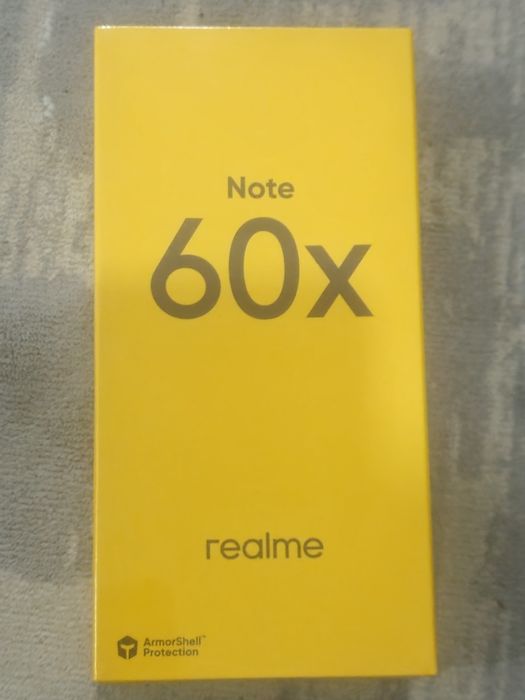 Note
60x
realme
ArmorShell™
Protection